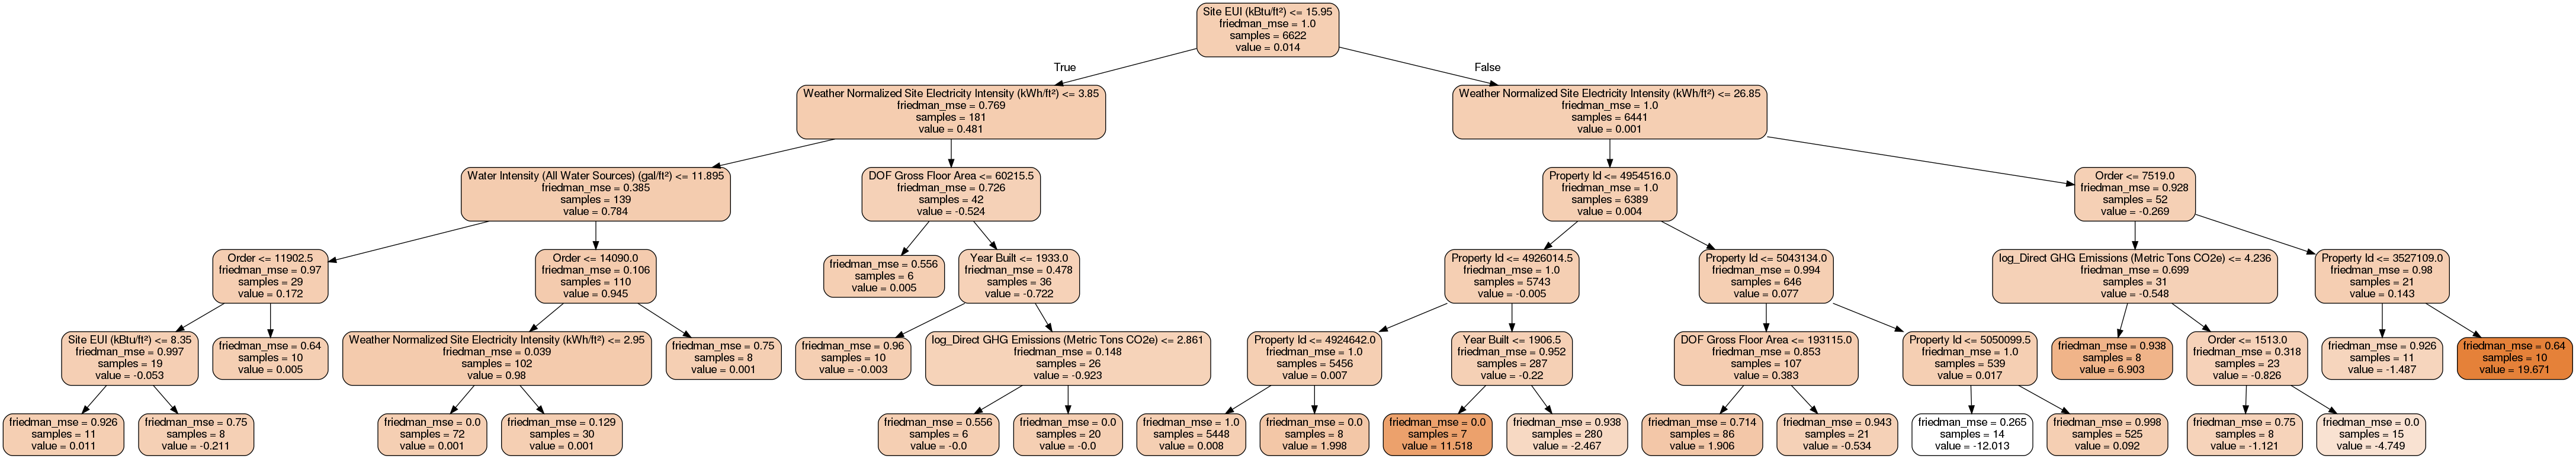 Site EUI (kBtu/ft²) <= 15.95
friedman_mse = 1.0
samples = 6622
value = 0.014
True
False
Weather Normalized Site Electricity Intensity (kWh/ft²) <= 3.85
friedman_mse = 0.769
samples = 181
value = 0.481
Weather Normalized Site Electricity Intensity (kWh/ft²) <= 26.85
friedman_mse = 1.0
samples = 6441
value = 0.001
Water Intensity (All Water Sources) (gal/ft²) <= 11.895
friedman_mse = 0.385
samples = 139
value = 0.784
DOF Gross Floor Area <= 60215.5
friedman_mse = 0.726
samples = 42
value = -0.524
Property Id <= 4954516.0
friedman_mse = 1.0
samples = 6389
value = 0.004
Order <= 7519.0
friedman_mse = 0.928
samples = 52
value = -0.269
Order <= 11902.5
friedman_mse = 0.97
samples = 29
value = 0.172
Order <= 14090.0
friedman_mse = 0.106
samples = 110
value = 0.945
friedman_mse = 0.556
samples = 6
value = 0.005
Year Built <= 1933.0
friedman_mse = 0.478
samples = 36
value = -0.722
Property Id <= 4926014.5
friedman_mse = 1.0
samples = 5743
value = -0.005
Property Id <= 5043134.0
friedman_mse = 0.994
samples = 646
value = 0.077
log_Direct GHG Emissions (Metric Tons CO2e) <= 4.236
friedman_mse = 0.699
samples = 31
value = -0.548
Property Id <= 3527109.0
friedman_mse = 0.98
samples = 21
value = 0.143
Site EUI (kBtu/ft²) <= 8.35
friedman_mse = 0.997
samples = 19
value = -0.053
friedman_mse = 0.64
samples = 10
value = 0.005
Weather Normalized Site Electricity Intensity (kWh/ft²) <= 2.95
friedman_mse = 0.039
samples = 102
value = 0.98
friedman_mse = 0.75
samples = 8
value = 0.001
friedman_mse = 0.96
samples = 10
value = -0.003
log_Direct GHG Emissions (Metric Tons CO2e) <= 2.861
friedman_mse = 0.148
samples = 26
value = -0.923
Property Id <= 4924642.0
friedman_mse = 1.0
samples = 5456
value = 0.007
Year Built <= 1906.5
friedman_mse = 0.952
samples = 287
value = -0.22
DOF Gross Floor Area <= 193115.0
friedman_mse = 0.853
samples = 107
value = 0.383
Property Id <= 5050099.5
friedman_mse = 1.0
samples = 539
value = 0.017
friedman_mse = 0.938
samples = 8
value = 6.903
Order <= 1513.0
friedman_mse = 0.318
samples = 23
value = -0.826
friedman_mse = 0.926
samples = 11
value = -1.487
friedman_mse = 0.64
samples = 10
value = 19.671
friedman_mse = 0.926
samples = 11
value = 0.011
friedman_mse = 0.75
samples = 8
value = -0.211
friedman_mse = 0.0
samples = 72
value = 0.001
friedman_mse = 0.129
samples = 30
value = 0.001
friedman_mse = 0.556
samples = 6
value = -0.0
friedman_mse = 0.0
samples = 20
value = -0.0
friedman_mse = 1.0
samples = 5448
value = 0.008
friedman_mse = 0.0
samples = 8
value = 1.998
friedman_mse = 0.0
samples = 7
value = 11.518
friedman_mse = 0.938
samples = 280
value = -2.467
friedman_mse = 0.714
samples = 86
value = 1.906
friedman_mse = 0.943
samples = 21
value = -0.534
friedman_mse = 0.265
samples = 14
value = -12.013
friedman_mse = 0.998
samples = 525
value = 0.092
friedman_mse = 0.75
samples = 8
value = -1.121
friedman_mse = 0.0
samples = 15
value = -4.749